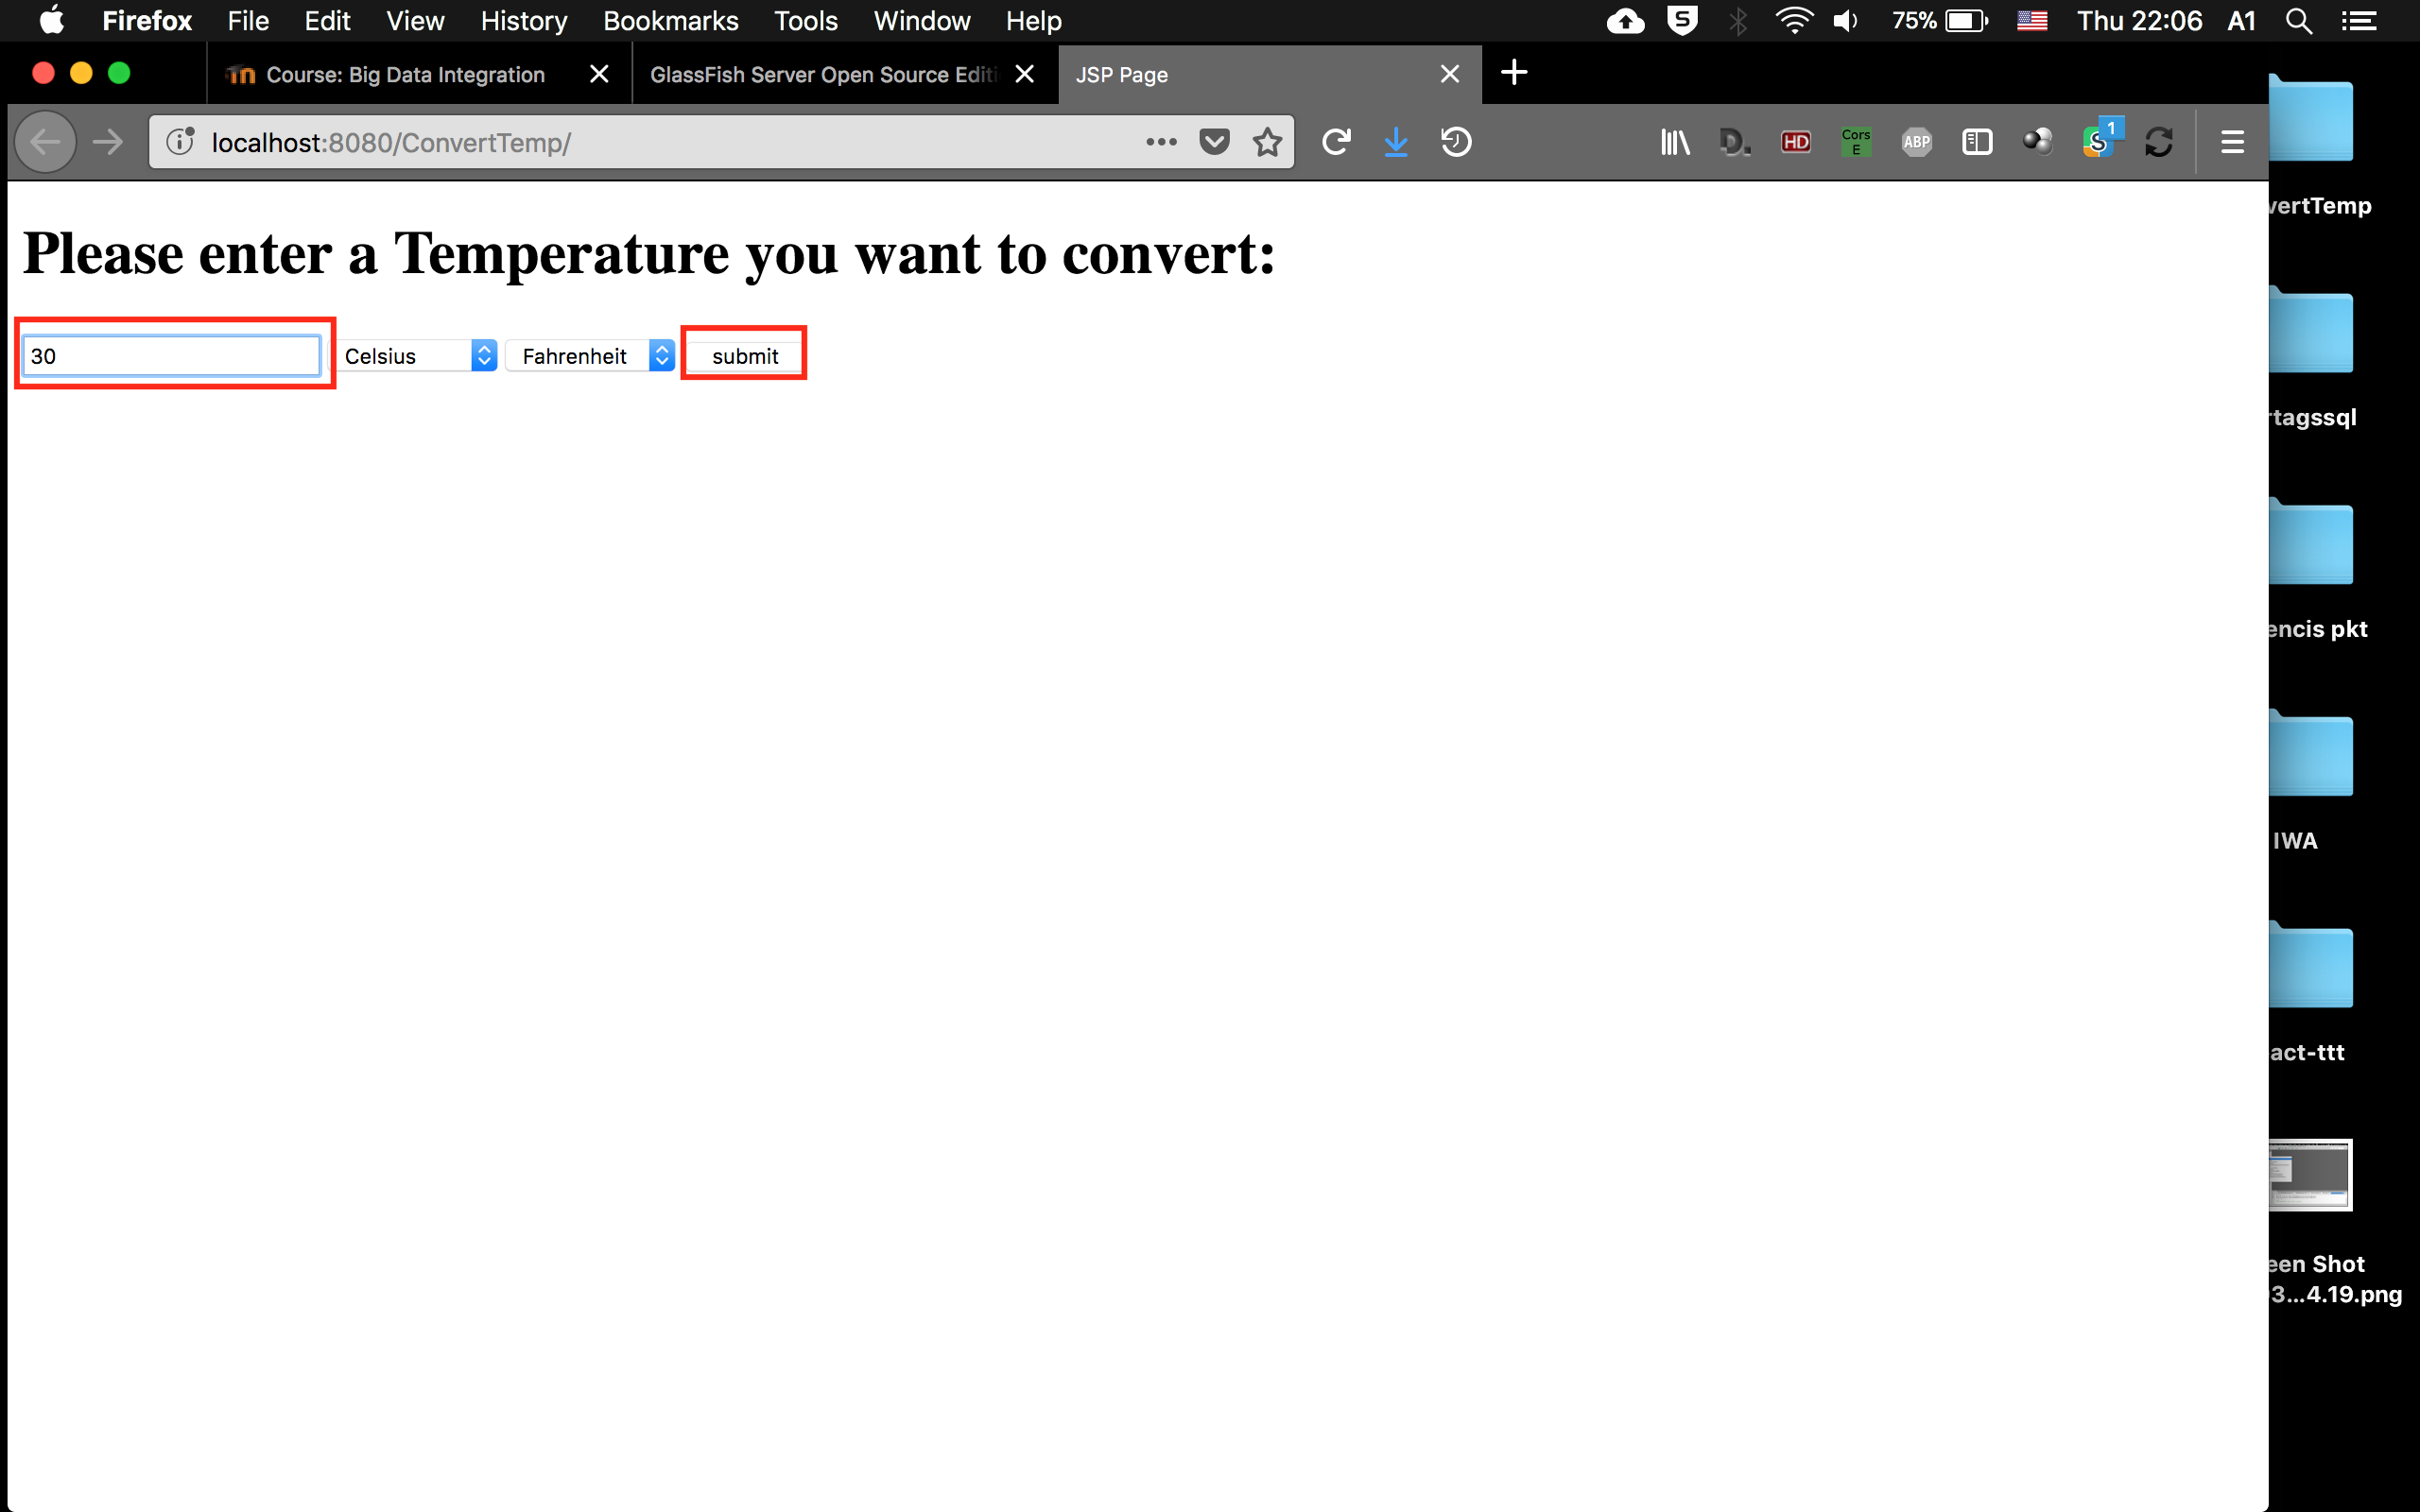 Firefox File Edit View History Bookmarks Tools Window Help
S 75% Thu 22:06 A1
Course: Big Data Integration
GlassFish Server Open Source Editi
JSP Page
localhost:8080/ConvertTemp/
D. HD Cors E ABP S 1
Please enter a Temperature you want to convert:
30 Celsius Fahrenheit submit
vertTemp
rtagssql
encis pkt
IWA
act-ttt
een Shot
3...4.19.png